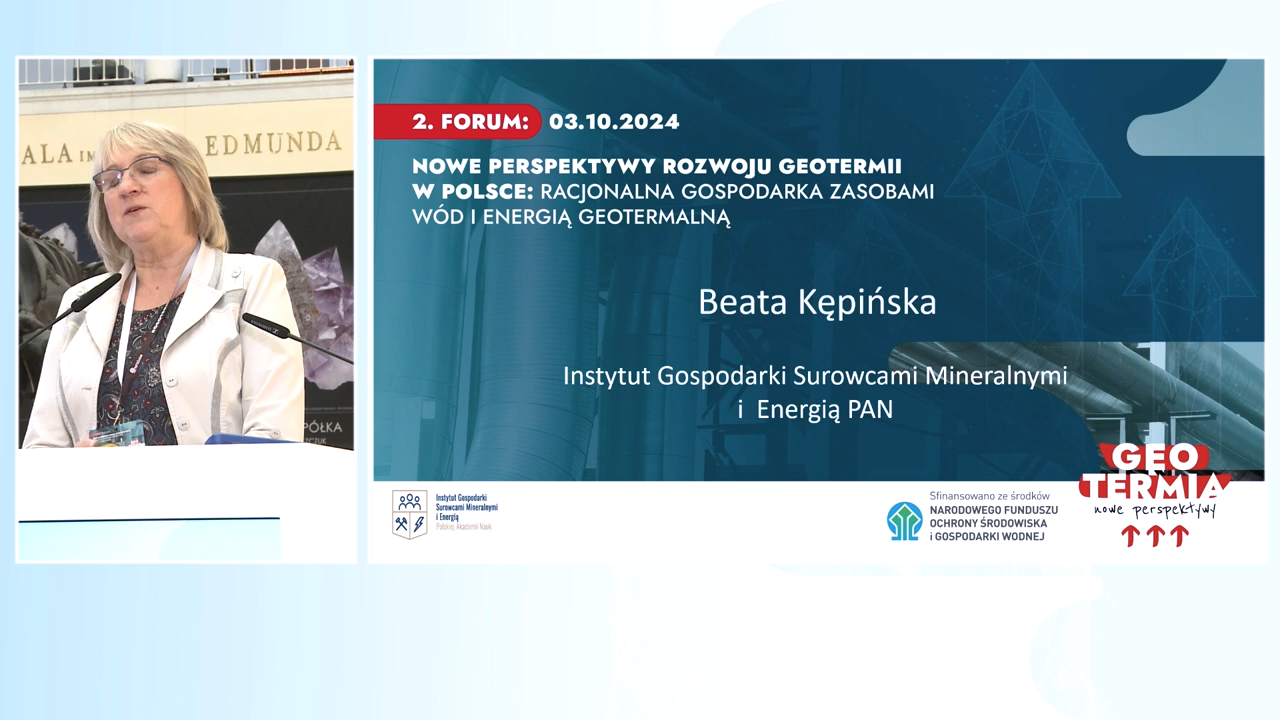 ALA IM
EDMUNDA
PÓŁKA
2. FORUM: 03.10.2024
NOWE PERSPEKTYWY ROZWOJU GEOTERMII
W POLSCE: RACJONALNA GOSPODARKA ZASOBAMI
WÓD I ENERGIĄ GEOTERMALNĄ
Beata Kępińska
Instytut Gospodarki Surowcami Mineralnymi
i Energią PAN
Instytut Gospodarki
Surowcami Mineralnymi
i Energią
Polskiej Akademii Nauk
Sfinansowano ze środków
NARODOWEGO FUNDUSZU
OCHRONY ŚRODOWISKA
i GOSPODARKI WODNEJ
GEO
TERMIA
nowe perspektywy